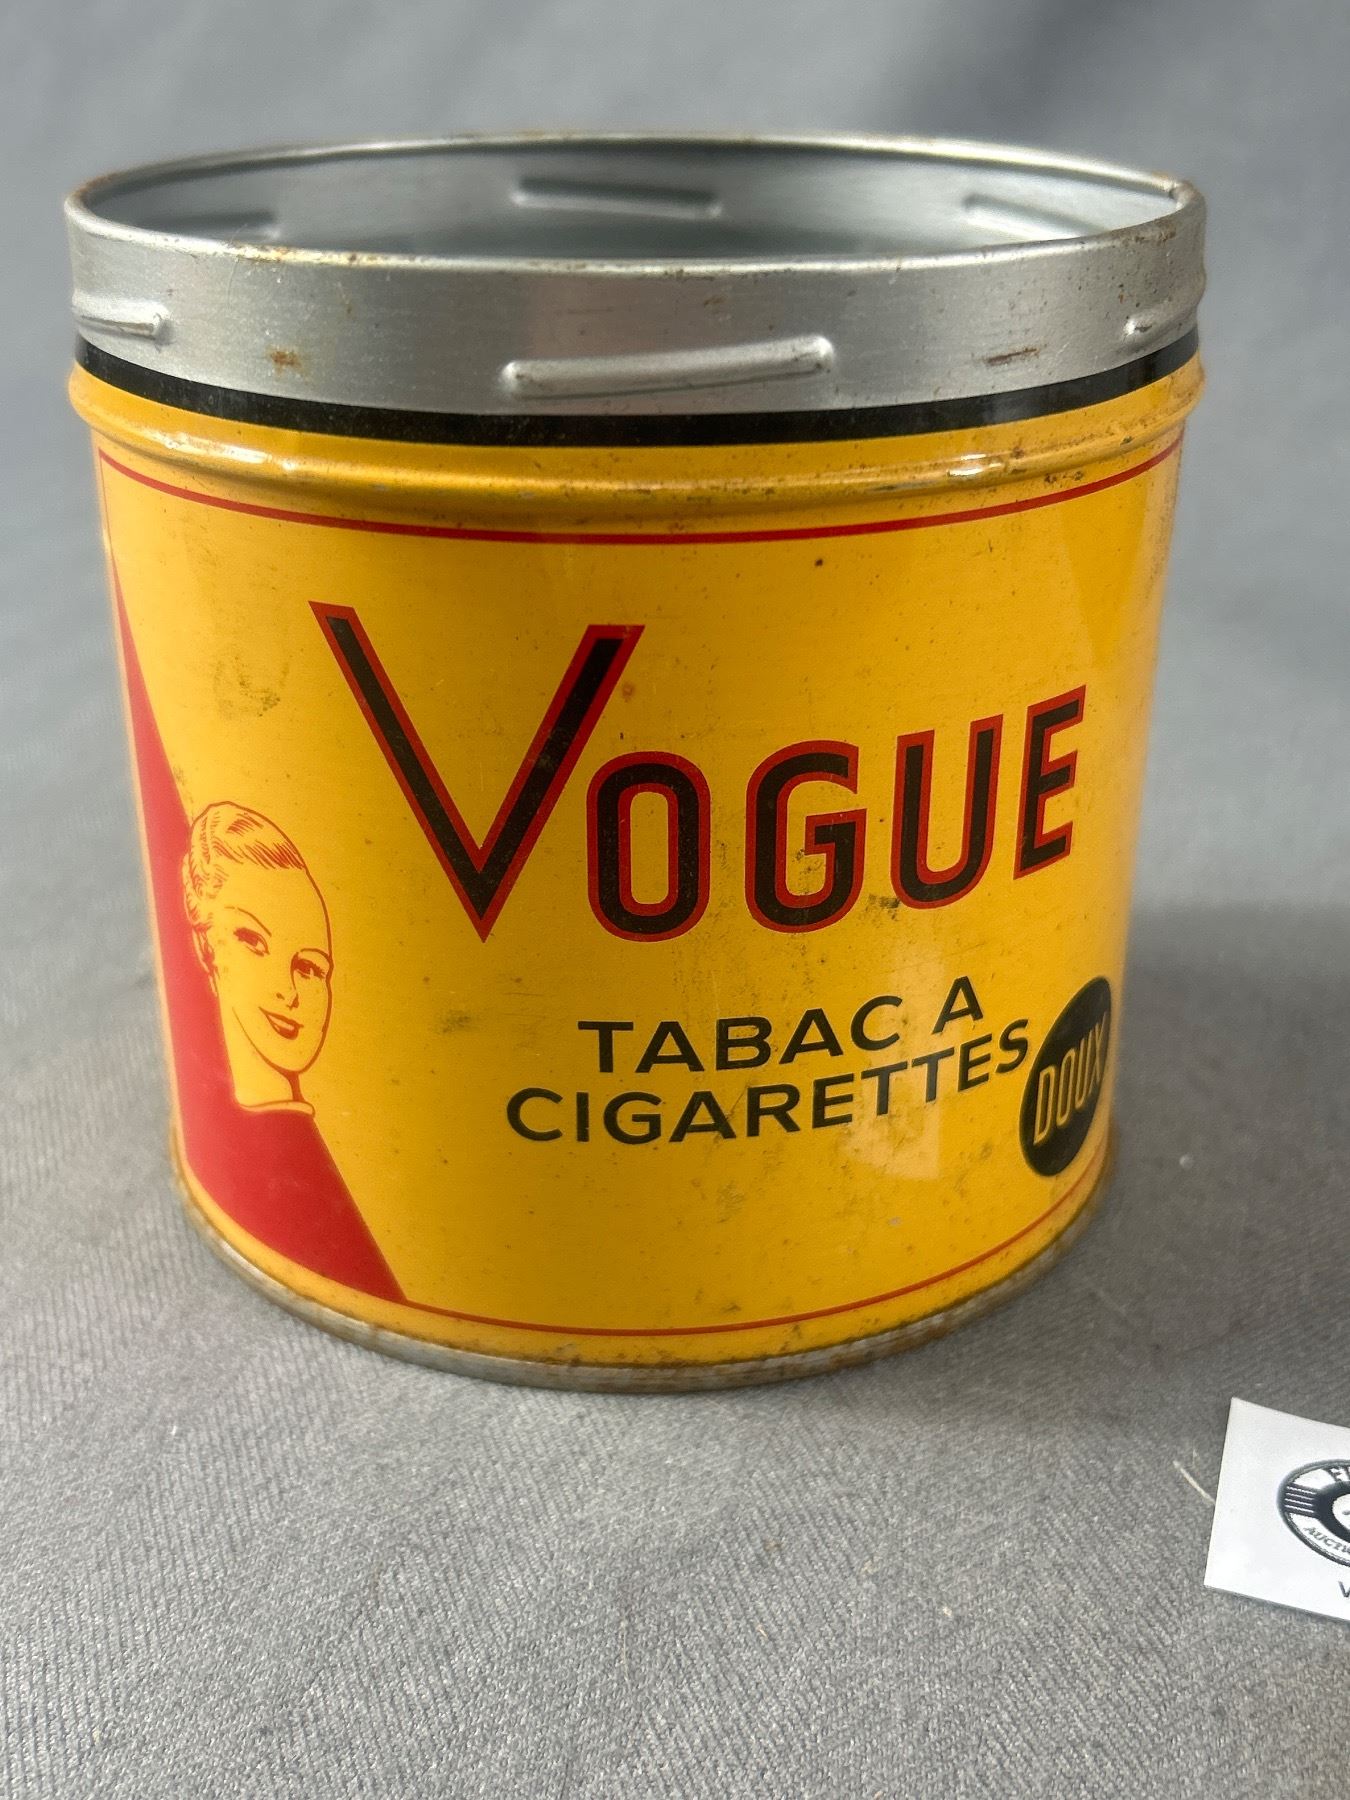 VOGUE
TABAC A
CIGARETTES
DOUX